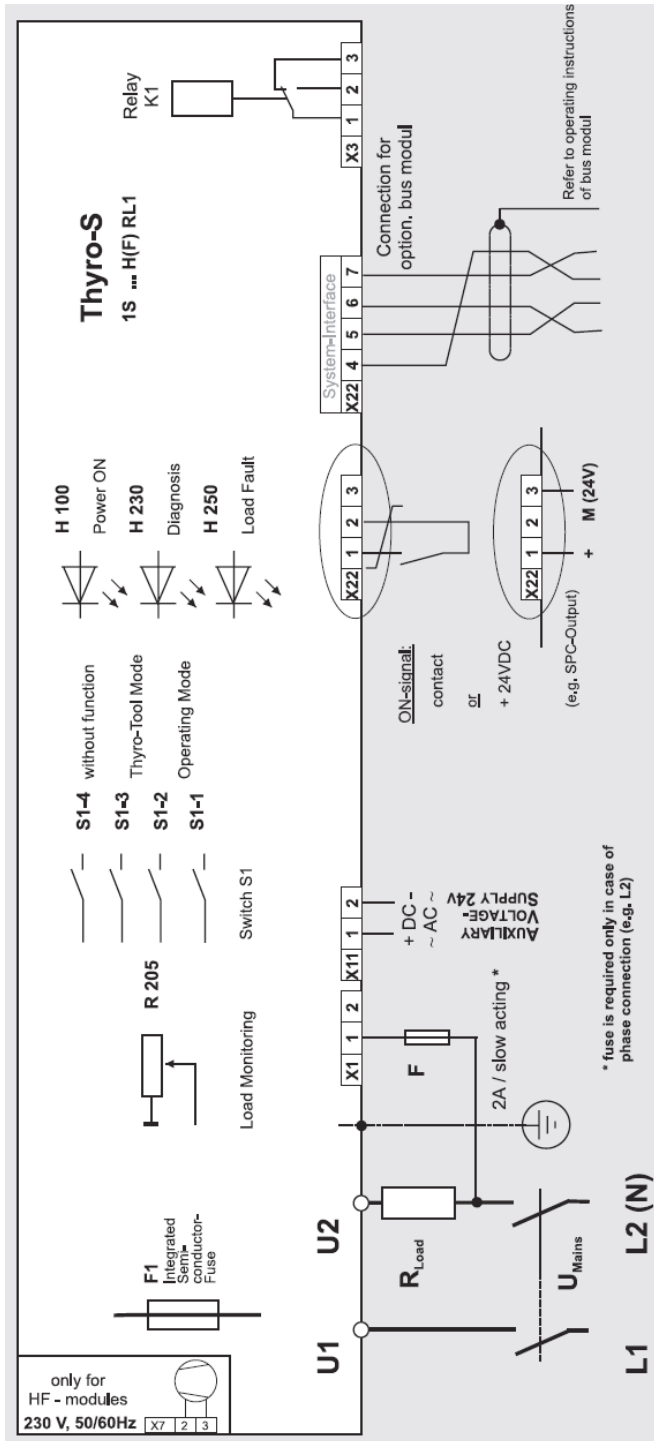 only for
HF - modules
230 V, 50/60Hz
X7 2 3
F1
Integrated
Semi-
conductor-
Fuse
Load Monitoring
R 205
Switch S1
S1-4 without function
S1-3 Thyro-Tool Mode
S1-2
S1-1 Operating Mode
H 100
Power ON
H 230
Diagnosis
H 250
Load Fault
Thyro-S
1S ... H(F) RL1
Relay
K1
U1
U2
X1 1 2
X11 1 2
X22 1 2 3
System-Interface
X22 4 5 6 7
X3 1 2 3
R Load
F
2A / slow acting *
+ DC -
~ AC ~
AUXILIARY
VOLTAGE-
SUPPLY 24V
ON-signal:
contact
or
+ 24VDC
(e.g. SPC-Output)
X22 1 2 3
+ M (24V)
Connection for
option. bus modul
Refer to operating instructions
of bus modul
U Mains
L1
L2 (N)
* fuse is required only in case of
phase connection (e.g. L2)